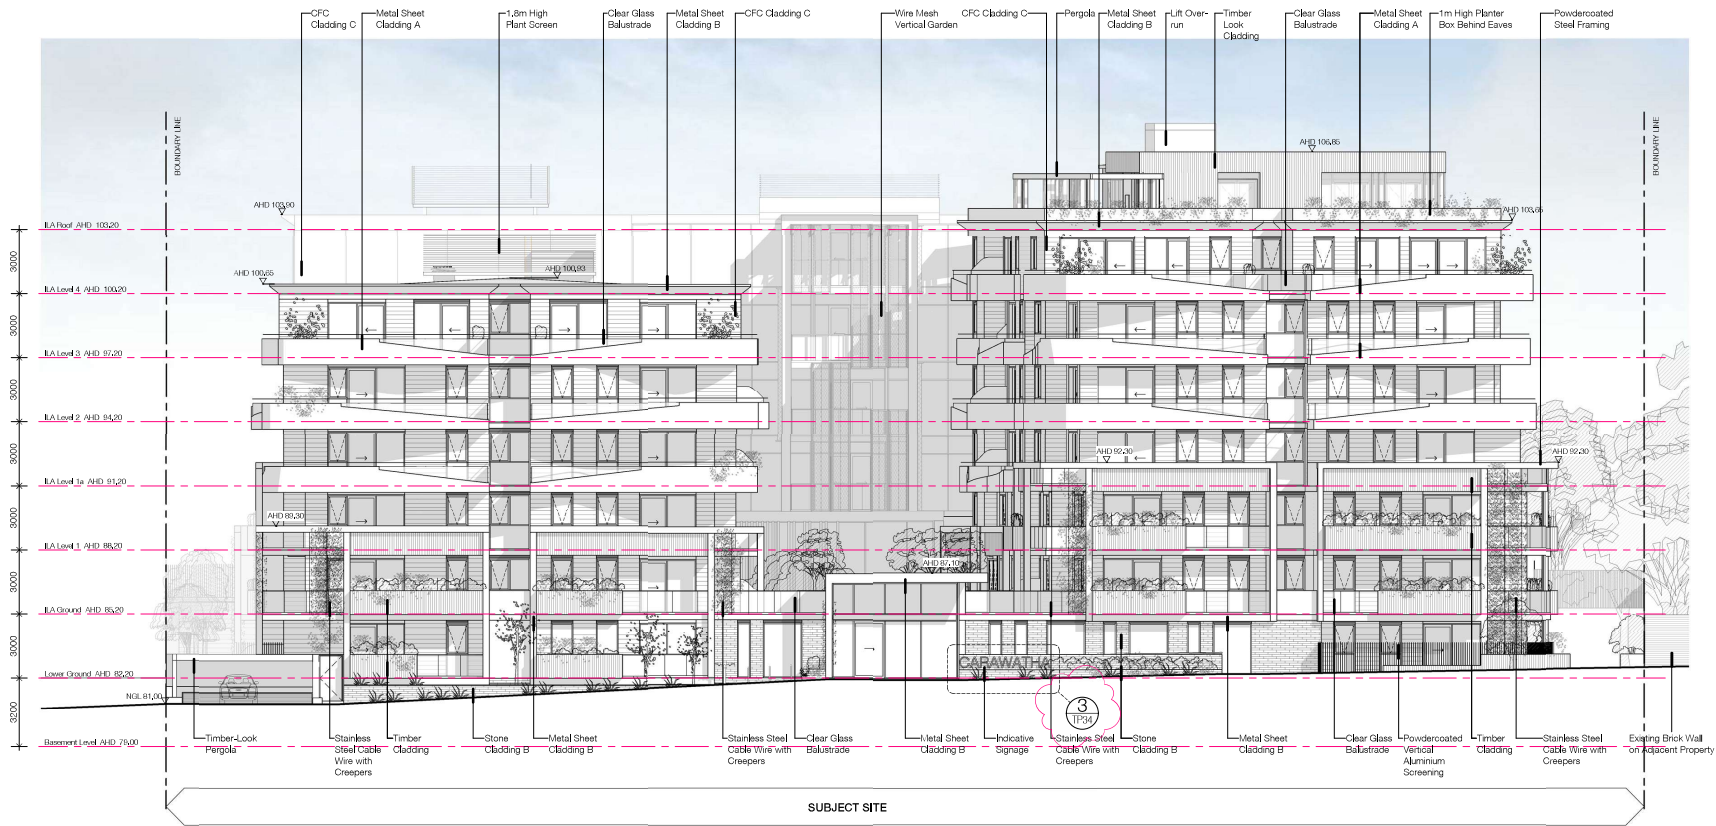 CFC
Cladding C
Metal Sheet
Cladding A
1.8m High
Plant Screen
Clear Glass
Balustrade
Metal Sheet
Cladding B
CFC Cladding C
Wire Mesh
Vertical Garden
CFC Cladding C
Pergola
Metal Sheet
Cladding B
Lift Over-
run
Timber
Look
Cladding
Clear Glass
Balustrade
Metal Sheet
Cladding A
1m High Planter
Box Behind Eaves
Powdercoated
Steel Framing
BOUNDARY LINE
BOUNDARY LINE
AHD 106.85
AHD 103.90
AHD 103.65
ILA Roof AHD 103.20
3000
AHD 100.65
AHD 100.93
ILA Level 4 AHD 100.20
3000
ILA Level 3 AHD 97.20
3000
ILA Level 2 AHD 94.20
3000
AHD 92.30
AHD 92.30
ILA Level 1a AHD 91.20
3000
AHD 89.30
ILA Level 1 AHD 88.20
3000
AHD 87.10
ILA Ground AHD 85.20
3000
CARAWATHA
Lower Ground AHD 82.20
NGL 81.00
3200
3
TP34
Basement Level AHD 79.00
Timber-Look
Pergola
Stainless
Steel Cable
Wire with
Creepers
Timber
Cladding
Stone
Cladding B
Metal Sheet
Cladding B
Stainless Steel
Cable Wire with
Creepers
Clear Glass
Balustrade
Metal Sheet
Cladding B
Indicative
Signage
Stainless Steel
Cable Wire with
Creepers
Stone
Cladding B
Metal Sheet
Cladding B
Clear Glass
Balustrade
Powdercoated
Vertical
Aluminium
Screening
Timber
Cladding
Stainless Steel
Cable Wire with
Creepers
Existing Brick Wall
on Adjacent Property
SUBJECT SITE